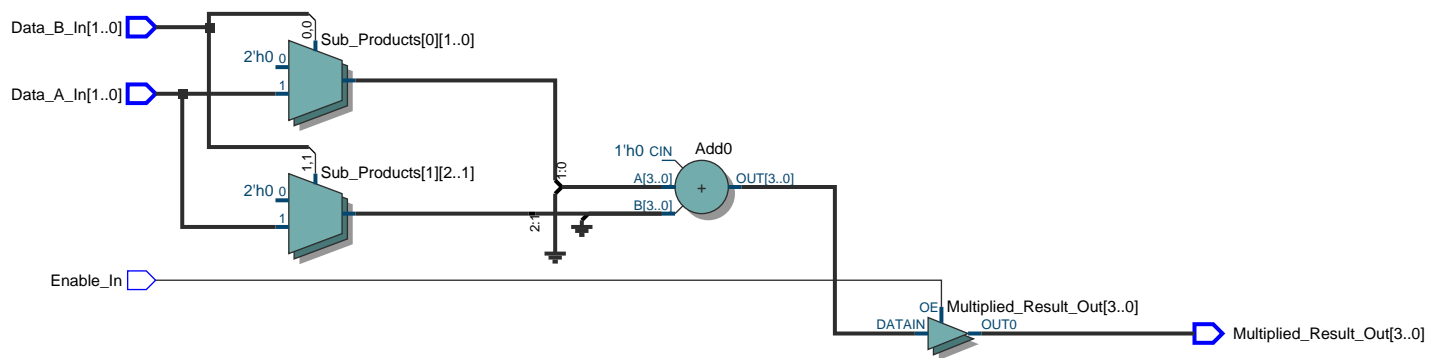 Data_B_In[1..0]
0,0
Sub_Products[0][1..0]
2'h0 0
1
Data_A_In[1..0]
1,1
Sub_Products[1][2..1]
2'h0 0
1
1:0
2:1
1'h0 CIN
Add0
A[3..0]
+
OUT[3..0]
B[3..0]
Enable_In
OE
Multiplied_Result_Out[3..0]
DATAIN
OUT0
Multiplied_Result_Out[3..0]